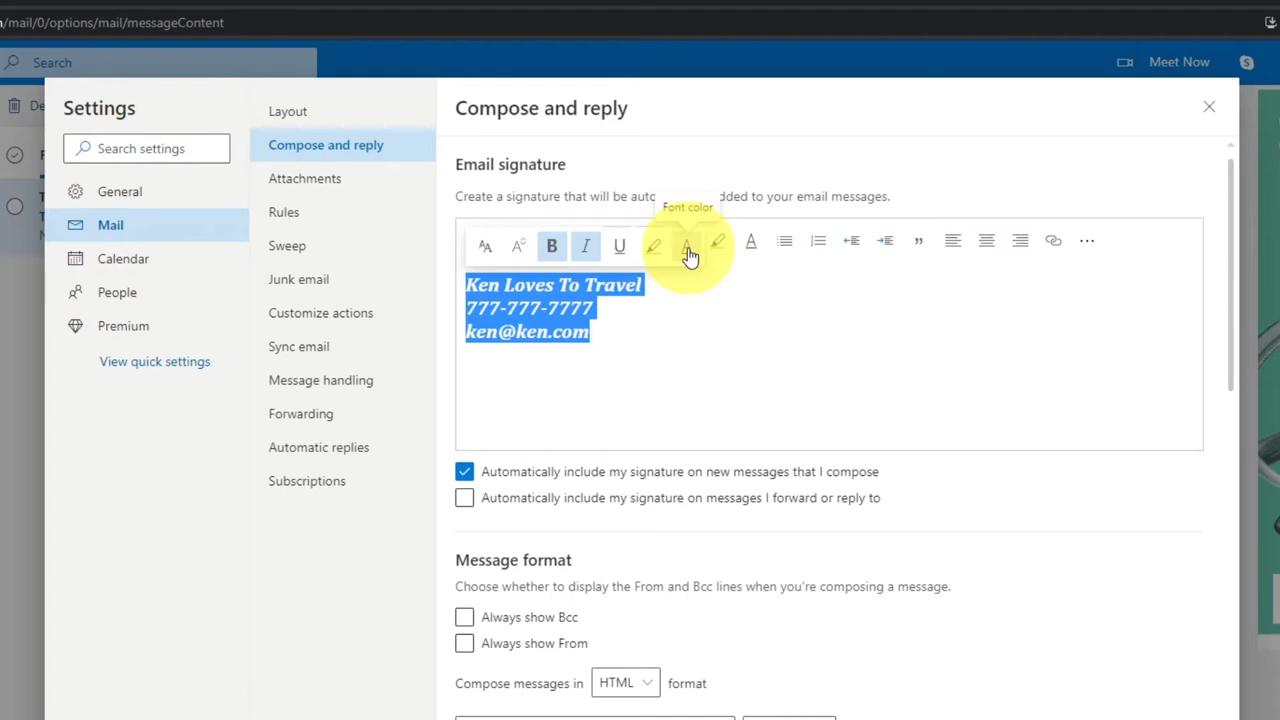 /mail/0/options/mail/messageContent
Search
Meet Now
De
Settings
Search settings
General
Mail
Calendar
People
Premium
View quick settings
Layout
Compose and reply
Attachments
Rules
Sweep
Junk email
Customize actions
Sync email
Message handling
Forwarding
Automatic replies
Subscriptions
Compose and reply
Email signature
Create a signature that will be auto dded to your email messages.
Font color
Ken Loves To Travel
777-777-7777
ken@ken.com
Automatically include my signature on new messages that I compose
Automatically include my signature on messages I forward or reply to
Message format
Choose whether to display the From and Bcc lines when you're composing a message.
Always show Bcc
Always show From
Compose messages in HTML format